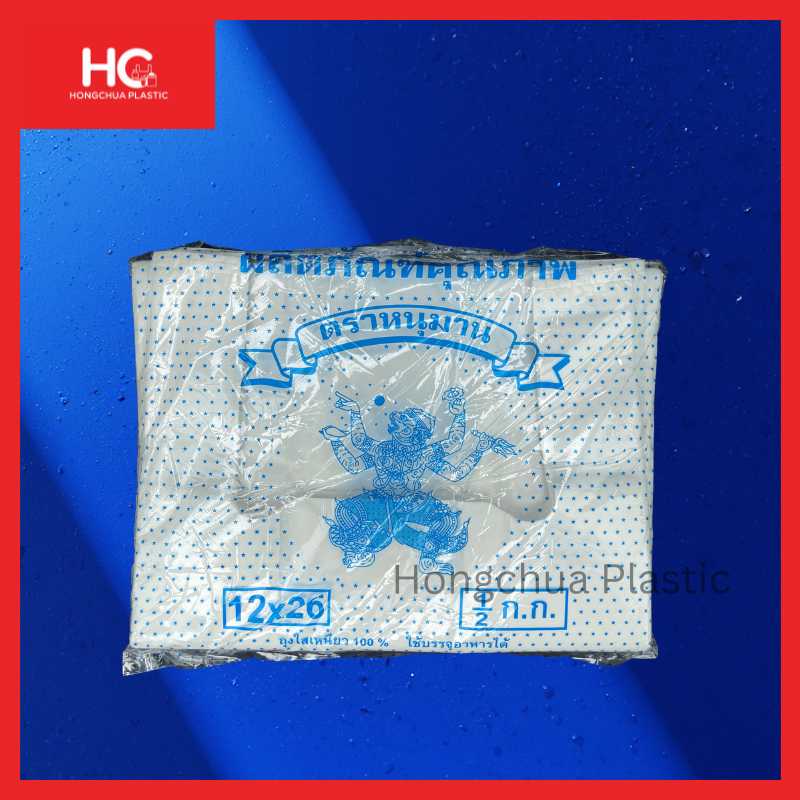 HC
HONGCHUA PLASTIC
ผลิตภัณฑ์คุณภาพ
ตราหนุมาน
12x26
1/2 ก.ก.
Hongchua Plastic
ถุงใสเหนียว 100 % ใช้บรรจุอาหารได้